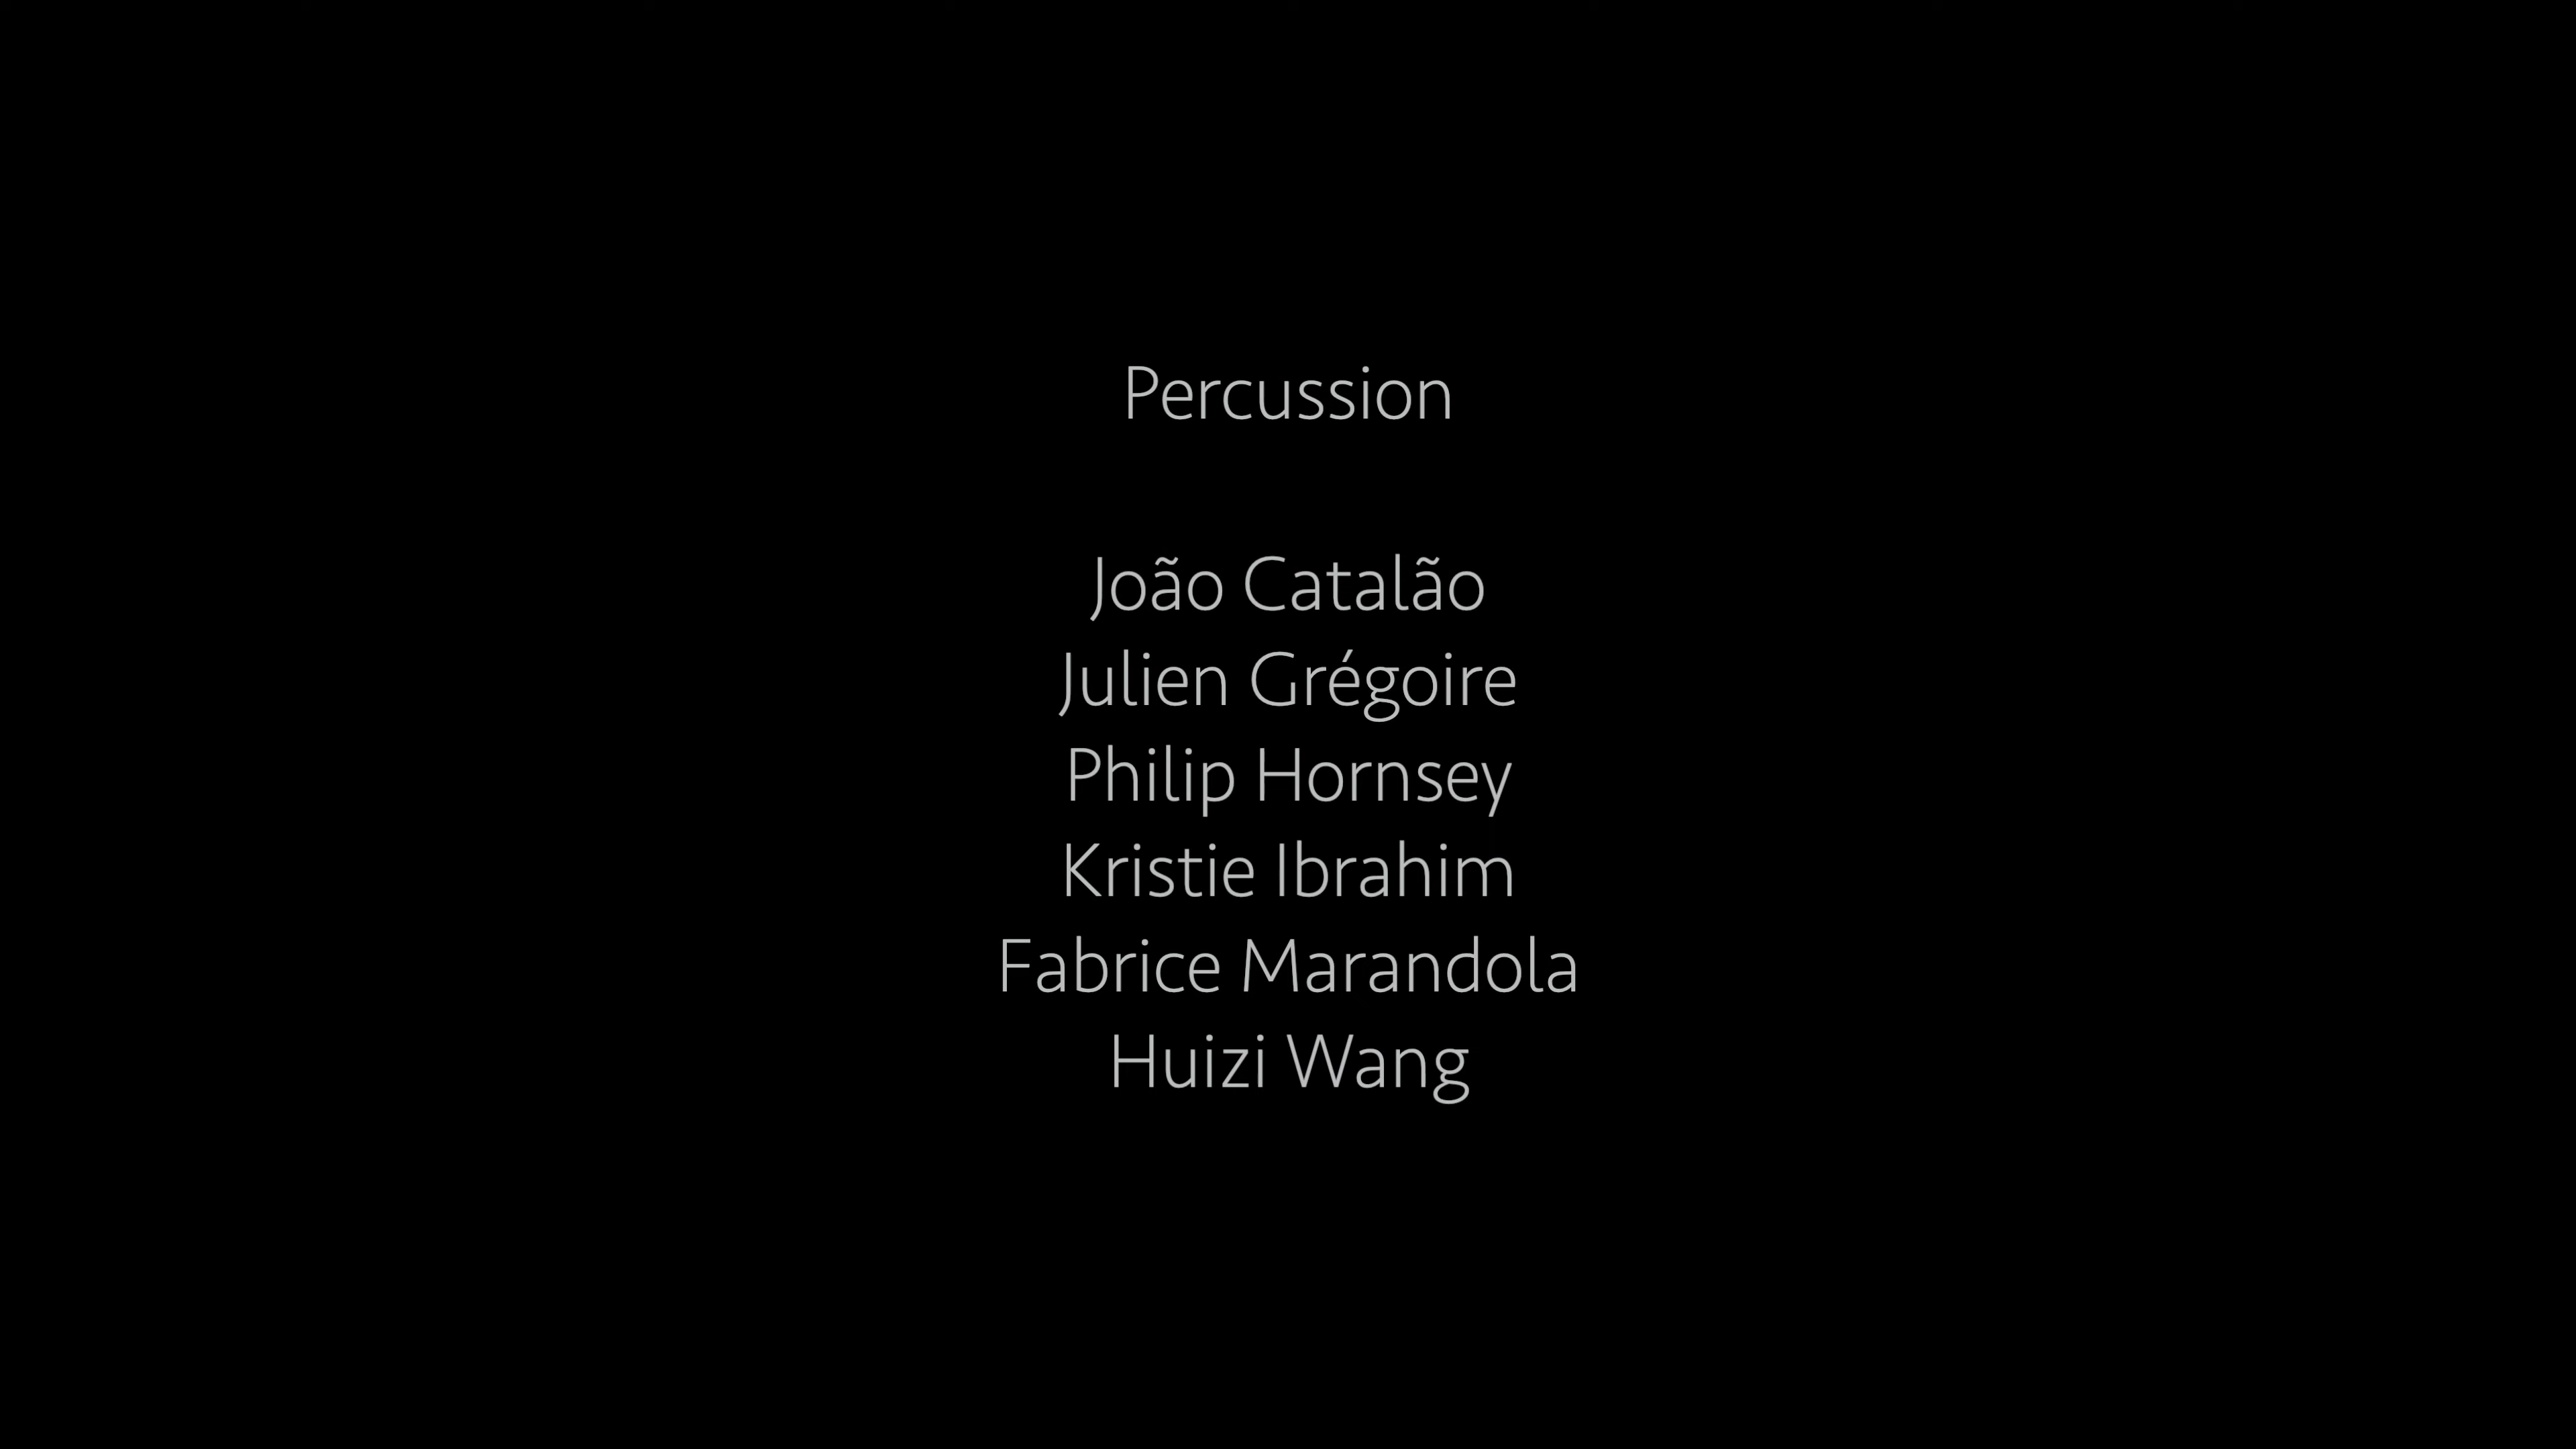 Percussion
João Catalão
Julien Grégoire
Philip Hornsey
Kristie Ibrahim
Fabrice Marandola
Huizi Wang